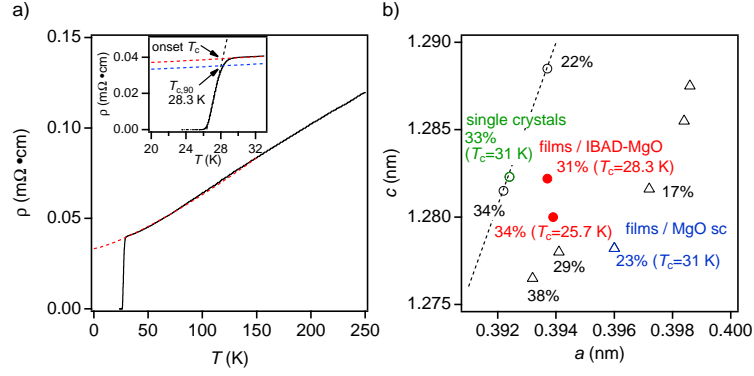 a)
0.15
0.10
0.05
0.00
ρ (mΩ•cm)
0
50
100
150
200
250
T (K)
onset Tc
Tc,90
28.3 K
0.04
0.02
0.00
ρ (mΩ•cm)
20
24
28
32
T (K)
b)
1.290
1.285
1.280
1.275
c (nm)
22%
single crystals
33%
(Tc=31 K)
films / IBAD-MgO
31% (Tc=28.3 K)
17%
34%
34% (Tc=25.7 K)
films / MgO sc
29%
23% (Tc=31 K)
38%
0.392
0.394
0.396
0.398
0.400
a (nm)